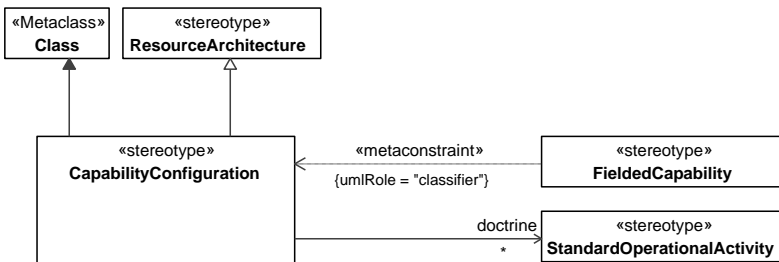 «Metaclass»
Class
«stereotype»
ResourceArchitecture
«stereotype»
CapabilityConfiguration
«metaconstraint»
{umlRole = "classifier"}
«stereotype»
FieldedCapability
doctrine
*
«stereotype»
StandardOperationalActivity